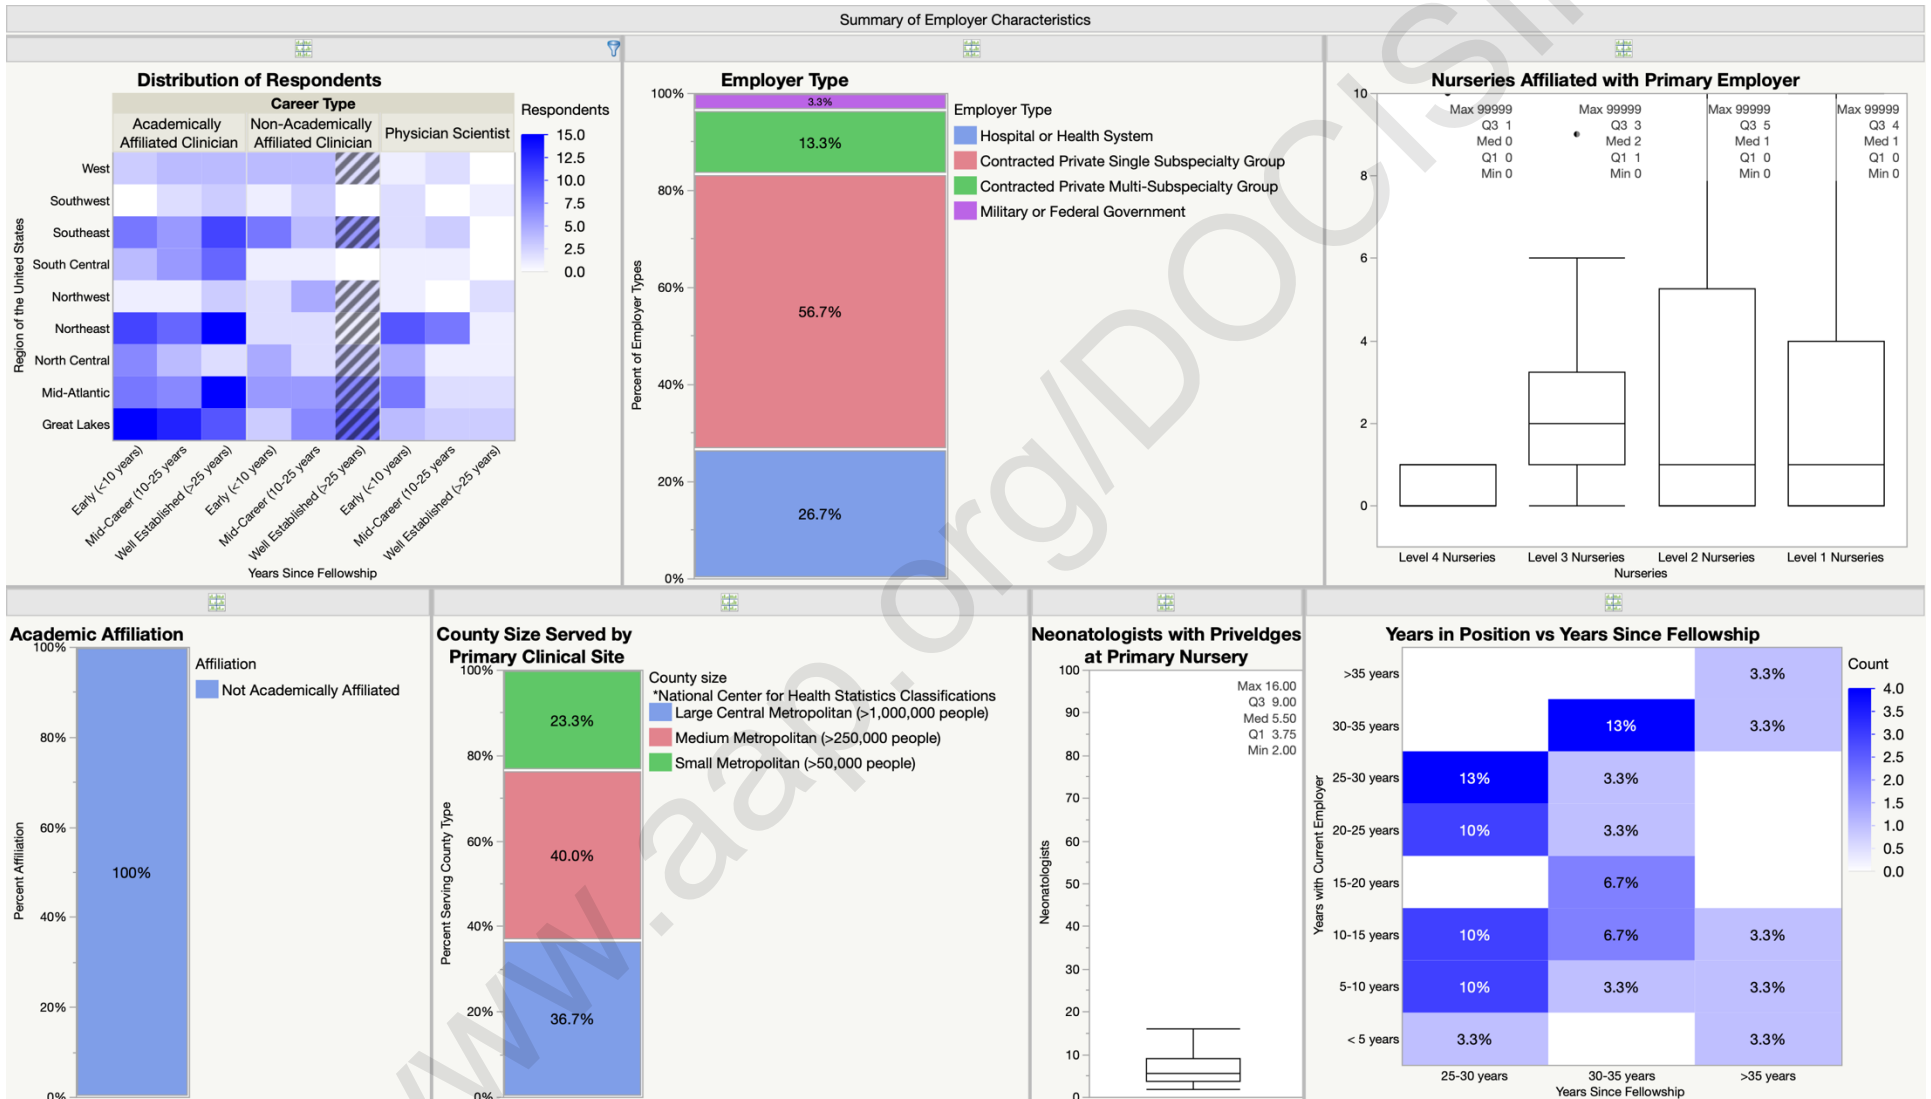 Summary of Employer Characteristics
Distribution of Respondents
Career Type
Academically
Affiliated Clinician
Non-Academically
Affiliated Clinician
Physician Scientist
Respondents
15.0
12.5
10.0
7.5
5.0
2.5
0.0
Region of the United States
West
Southwest
Southeast
South Central
Northwest
Northeast
North Central
Mid-Atlantic
Great Lakes
Early (<10 years)
Mid-Career (10-25 years
Well Established (>25 years)
Early (<10 years)
Mid-Career (10-25 years
Well Established (>25 years)
Early (<10 years)
Mid-Career (10-25 years
Well Established (>25 years)
Years Since Fellowship
Employer Type
Percent of Employer Types
100%
80%
60%
40%
20%
0%
3.3%
13.3%
56.7%
26.7%
Employer Type
Hospital or Health System
Contracted Private Single Subspecialty Group
Contracted Private Multi-Subspecialty Group
Military or Federal Government
Nurseries Affiliated with Primary Employer
10
8
6
4
2
0
Max 99999
Q3 1
Med 0
Q1 0
Min 0
Max 99999
Q3 3
Med 2
Q1 1
Min 0
Max 99999
Q3 5
Med 1
Q1 0
Min 0
Max 99999
Q3 4
Med 1
Q1 0
Min 0
Level 4 Nurseries
Level 3 Nurseries
Level 2 Nurseries
Level 1 Nurseries
Nurseries
Academic Affiliation
Percent Affiliation
100%
80%
60%
40%
20%
0%
100%
Affiliation
Not Academically Affiliated
County Size Served by
Primary Clinical Site
Percent Serving County Type
100%
80%
60%
40%
20%
0%
23.3%
40.0%
36.7%
County size
*National Center for Health Statistics Classifications
Large Central Metropolitan (>1,000,000 people)
Medium Metropolitan (>250,000 people)
Small Metropolitan (>50,000 people)
Neonatologists with Priveldges
at Primary Nursery
Neonatologists
100
90
80
70
60
50
40
30
20
10
0
Max 16.00
Q3 9.00
Med 5.50
Q1 3.75
Min 2.00
Years in Position vs Years Since Fellowship
Years with Current Employer
>35 years
3.3%
30-35 years
13%
3.3%
25-30 years
13%
3.3%
20-25 years
10%
3.3%
15-20 years
6.7%
10-15 years
10%
6.7%
3.3%
5-10 years
10%
3.3%
3.3%
< 5 years
3.3%
3.3%
25-30 years
30-35 years
>35 years
Years Since Fellowship
Count
4.0
3.5
3.0
2.5
2.0
1.5
1.0
0.5
0.0
www.aap.org/DOCISin